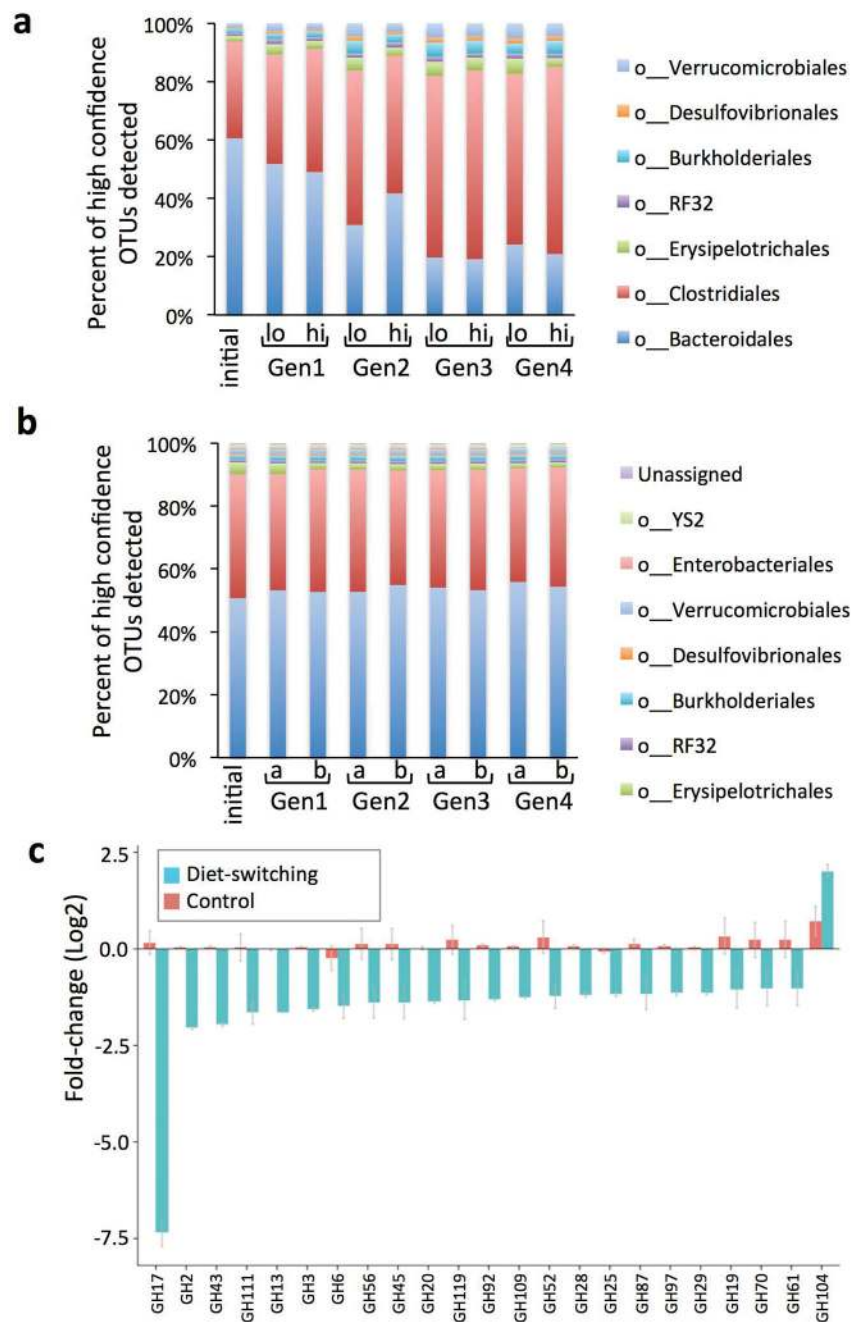 a
Percent of high confidence
OTUs detected
100%
80%
60%
40%
20%
0%
initial
lo hi lo hi lo hi lo hi
Gen1 Gen2 Gen3 Gen4
o__Verrucomicrobiales
o__Desulfovibrionales
o__Burkholderiales
o__RF32
o__Erysipelotrichales
o__Clostridiales
o__Bacteroidales
b
Percent of high confidence
OTUs detected
100%
80%
60%
40%
20%
0%
initial
a b a b a b a b
Gen1 Gen2 Gen3 Gen4
Unassigned
o__YS2
o__Enterobacteriales
o__Verrucomicrobiales
o__Desulfovibrionales
o__Burkholderiales
o__RF32
o__Erysipelotrichales
c
Fold-change (Log2)
2.5
0.0
-2.5
-5.0
-7.5
Diet-switching
Control
GH17
GH2
GH43
GH111
GH13
GH3
GH6
GH56
GH45
GH20
GH119
GH92
GH109
GH52
GH28
GH25
GH87
GH97
GH29
GH19
GH70
GH61
GH104